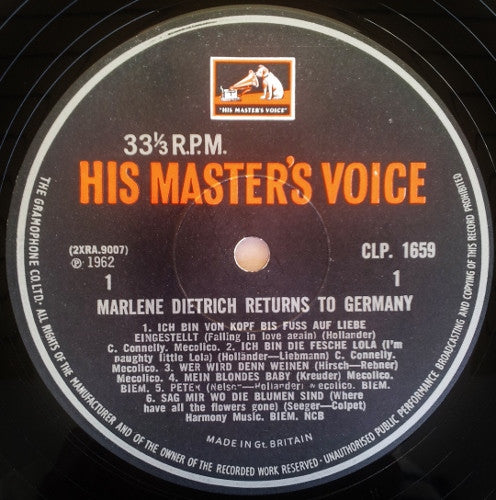 "HIS MASTER'S VOICE"
33⅓ R.P.M.
HIS MASTER'S VOICE
(2XRA.9007)
CLP. 1659
℗ 1962
1
1
MARLENE DIETRICH RETURNS TO GERMANY
1. ICH BIN VON KOPF BIS FUSS AUF LIEBE
EINGESTELLT (Falling in love again) (Hollander)
C. Connelly. Mecolico. 2. ICH BIN DIE FESCHE LOLA (I'm
naughty little Lola) (Holländer—Liebmann) C. Connelly.
Mecolico. 3. WER WIRD DENN WEINEN (Hirsch—Rebner)
Mecolico. 4. MEIN BLONDES BABY (Kreuder) Mecolico.
BIEM. 5. PETER (Nelson—Hollander) Mecolico. BIEM.
6. SAG MIR WO DIE BLUMEN SIND (Where
have all the flowers gone) (Seeger—Colpet)
Harmony Music. BIEM. NCB
MADE IN Gt. BRITAIN
THE GRAMOPHONE CO. LTD.- ALL RIGHTS OF THE MANUFACTURER AND OF THE OWNER OF THE RECORDED WORK RESERVED - UNAUTHORISED PUBLIC PERFORMANCE BROADCASTING AND COPYING OF THIS RECORD PROHIBITED